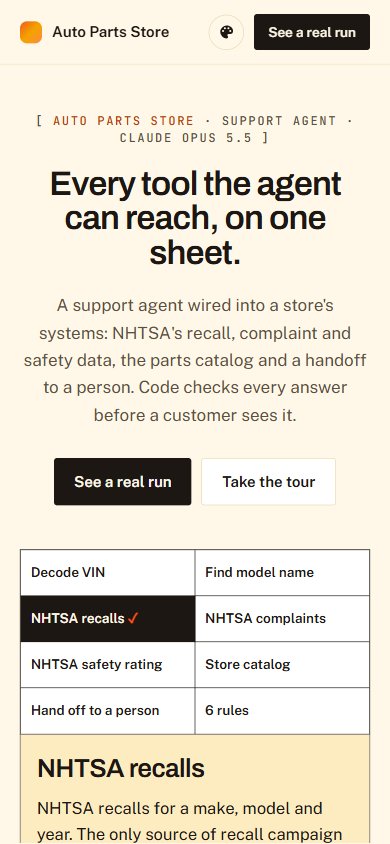 Auto Parts Store
See a real run
[ AUTO PARTS STORE · SUPPORT AGENT ·
CLAUDE OPUS 5.5 ]
Every tool the agent
can reach, on one
sheet.
A support agent wired into a store's
systems: NHTSA's recall, complaint and
safety data, the parts catalog and a handoff
to a person. Code checks every answer
before a customer sees it.
See a real run
Take the tour
Decode VIN
Find model name
NHTSA recalls ✓
NHTSA complaints
NHTSA safety rating
Store catalog
Hand off to a person
6 rules
NHTSA recalls
NHTSA recalls for a make, model and
year. The only source of recall campaign